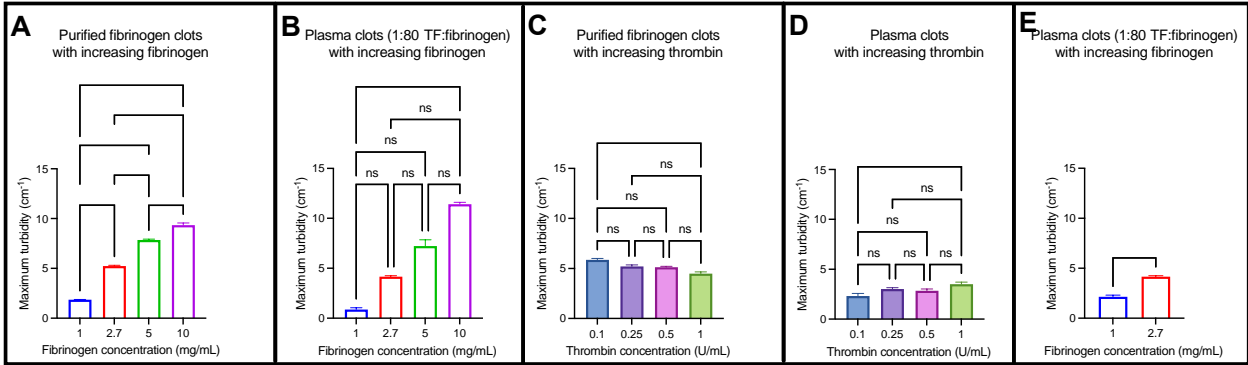 A
Purified fibrinogen clots
with increasing fibrinogen
15
10
5
0
Maximum turbidity (cm⁻¹)
1 2.7 5 10
Fibrinogen concentration (mg/mL)
B
Plasma clots (1:80 TF:fibrinogen)
with increasing fibrinogen
ns
ns
ns ns ns
15
10
5
0
Maximum turbidity (cm⁻¹)
1 2.7 5 10
Fibrinogen concentration (mg/mL)
C
Purified fibrinogen clots
with increasing thrombin
ns
ns
ns ns ns
15
10
5
0
Maximum turbidity (cm⁻¹)
0.1 0.25 0.5 1
Thrombin concentration (U/mL)
D
Plasma clots
with increasing thrombin
ns
ns
ns ns ns
15
10
5
0
Maximum turbidity (cm⁻¹)
0.1 0.25 0.5 1
Thrombin concentration (U/mL)
E
Plasma clots (1:80 TF:fibrinogen)
with increasing fibrinogen
15
10
5
0
Maximum turbidity (cm⁻¹)
1 2.7
Fibrinogen concentration (mg/mL)